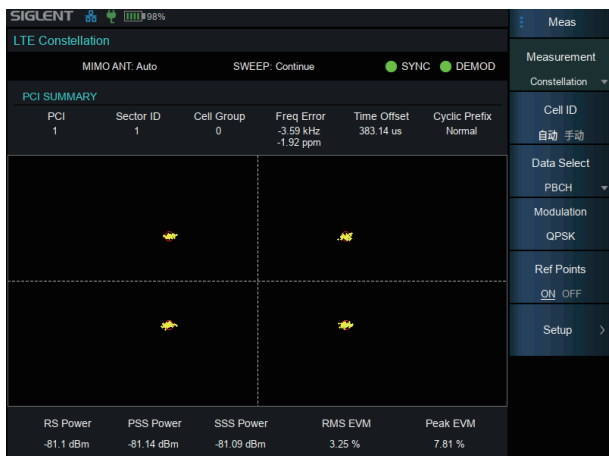 SIGLENT 98% Meas
LTE Constellation
MIMO ANT: Auto SWEEP: Continue SYNC DEMOD
PCI SUMMARY
PCI Sector ID Cell Group Freq Error Time Offset Cyclic Prefix
1 1 0 -3.59 kHz 383.14 us Normal
-1.92 ppm
RS Power PSS Power SSS Power RMS EVM Peak EVM
-81.1 dBm -81.14 dBm -81.09 dBm 3.25 % 7.81 %
Measurement
Constellation
Cell ID
自动 手动
Data Select
PBCH
Modulation
QPSK
Ref Points
ON OFF
Setup